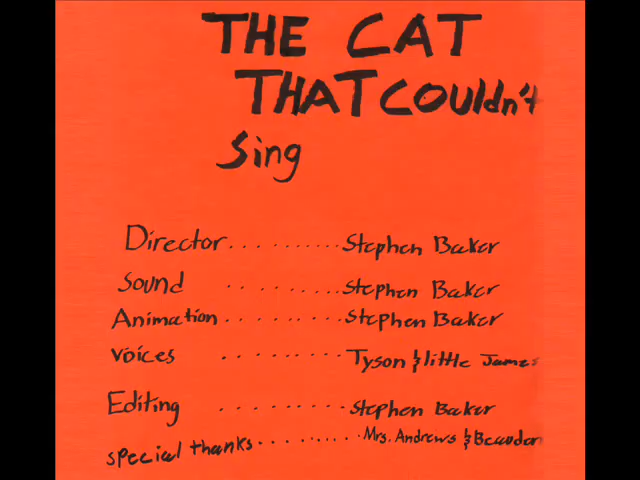 THE CAT
THAT COUldn't
Sing
Director..........Stephen Baker
Sound .........Stephen Baker
Animation .........Stephen Baker
Voices .........Tyson & little James
Editing .........Stephen Baker
special thanks.........Mrs. Andrews &